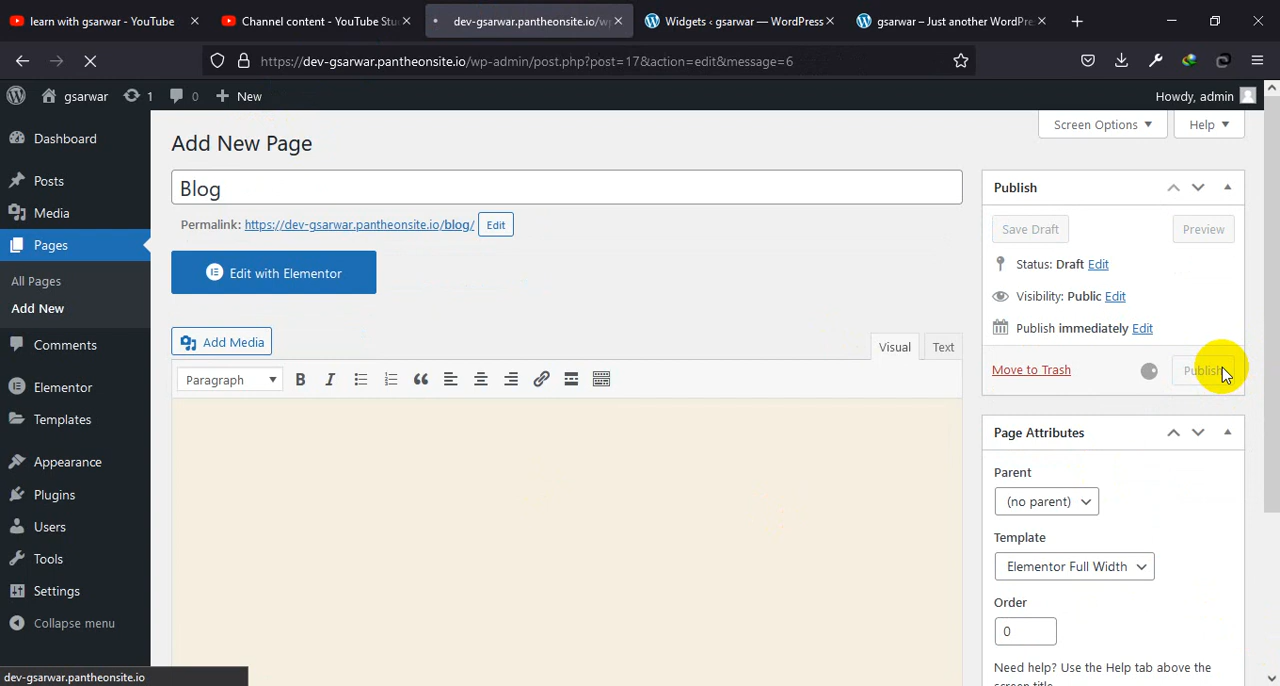 learn with gsarwar - YouTube
Channel content - YouTube Stu
dev-gsarwar.pantheonsite.io/wp
Widgets ‹ gsarwar — WordPress
gsarwar – Just another WordPre
https://dev-gsarwar.pantheonsite.io/wp-admin/post.php?post=17&action=edit&message=6
gsarwar
1
0
New
Howdy, admin
Dashboard
Posts
Media
Pages
All Pages
Add New
Comments
Elementor
Templates
Appearance
Plugins
Users
Tools
Settings
Collapse menu
dev-gsarwar.pantheonsite.io
Screen Options
Help
Add New Page
Blog
Permalink: https://dev-gsarwar.pantheonsite.io/blog/ Edit
Edit with Elementor
Add Media
Visual
Text
Paragraph
Publish
Save Draft
Preview
Status: Draft Edit
Visibility: Public Edit
Publish immediately Edit
Move to Trash
Publish
Page Attributes
Parent
(no parent)
Template
Elementor Full Width
Order
0
Need help? Use the Help tab above the
screen title.